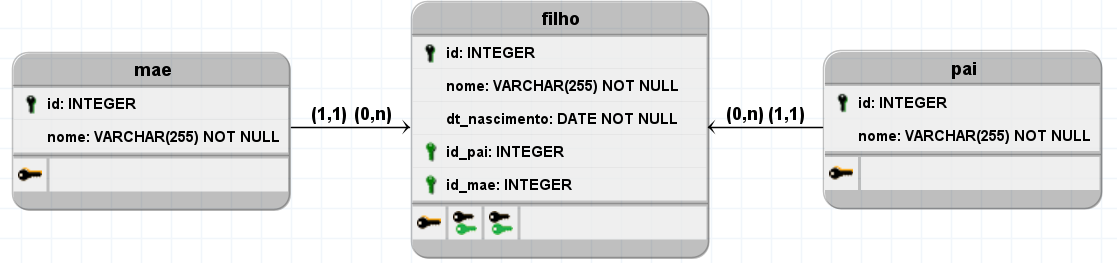 mae
id: INTEGER
nome: VARCHAR(255) NOT NULL
(1,1) (0,n)
filho
id: INTEGER
nome: VARCHAR(255) NOT NULL
dt_nascimento: DATE NOT NULL
id_pai: INTEGER
id_mae: INTEGER
(0,n) (1,1)
pai
id: INTEGER
nome: VARCHAR(255) NOT NULL